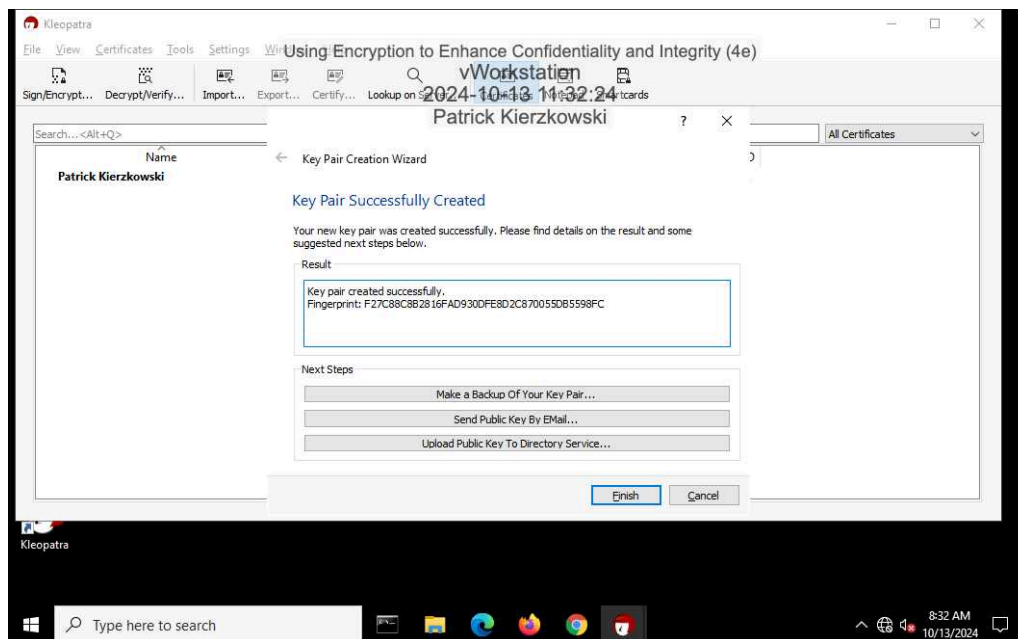 Kleopatra
File View Certificates Tools Settings
Using Encryption to Enhance Confidentiality and Integrity (4e)
vWorkstation
Sign/Encrypt... Decrypt/Verify... Import... Export... Certify... Lookup on
2024-10-13 11:32:24
Patrick Kierzkowski
Search...<Alt+Q>
All Certificates
Name
Patrick Kierzkowski
? ×
← Key Pair Creation Wizard
Key Pair Successfully Created
Your new key pair was created successfully. Please find details on the result and some
suggested next steps below.
Result
Key pair created successfully.
Fingerprint: F27C88C8B2816FAD930DFE8D2C870055DB5598FC
Next Steps
Make a Backup Of Your Key Pair...
Send Public Key By EMail...
Upload Public Key To Directory Service...
Finish
Cancel
Kleopatra
Type here to search
8:32 AM
10/13/2024